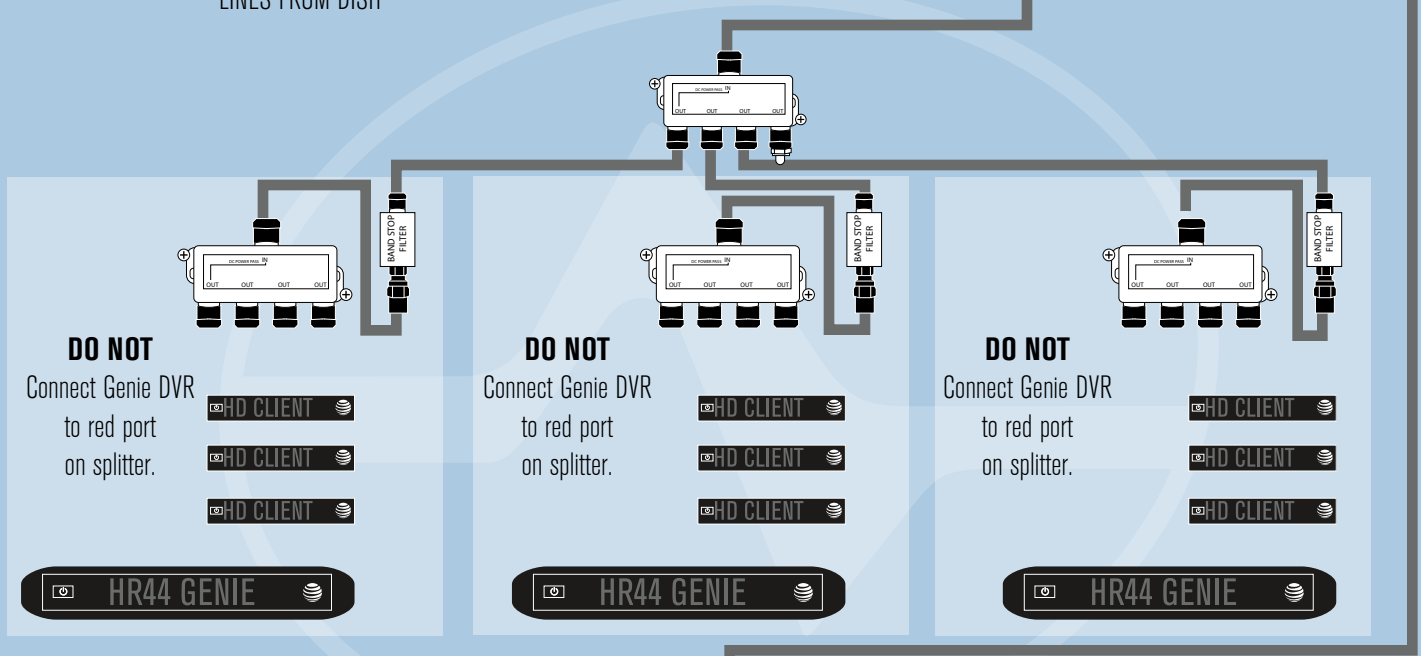 LINES FROM DISH
DC POWER PASS IN
OUT OUT OUT OUT
BAND STOP
FILTER
DC POWER PASS IN
OUT OUT OUT OUT
DO NOT
Connect Genie DVR
to red port
on splitter.
HD CLIENT
HD CLIENT
HD CLIENT
HR44 GENIE
BAND STOP
FILTER
DC POWER PASS IN
OUT OUT OUT OUT
DO NOT
Connect Genie DVR
to red port
on splitter.
HD CLIENT
HD CLIENT
HD CLIENT
HR44 GENIE
BAND STOP
FILTER
DC POWER PASS IN
OUT OUT OUT OUT
DO NOT
Connect Genie DVR
to red port
on splitter.
HD CLIENT
HD CLIENT
HD CLIENT
HR44 GENIE